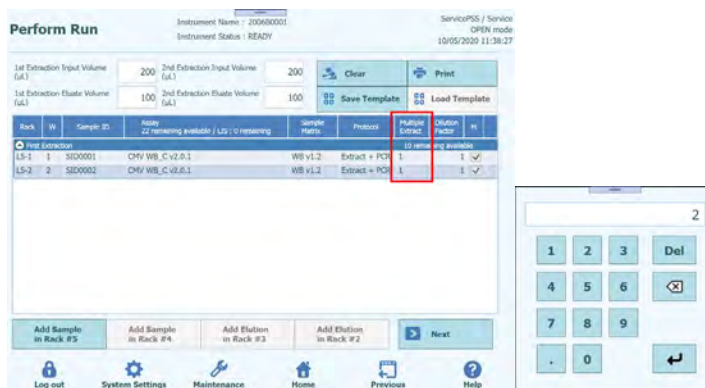 Perform Run
Instrument Name : 200680001
Instrument Status : READY
ServicePSS / Service
OPEN mode
10/05/2020 11:38:27
1st Extraction Input Volume (uL) 200 2nd Extraction Input Volume (uL) 200 Clear Print
1st Extraction Eluate Volume (uL) 100 2nd Extraction Eluate Volume (uL) 100 Save Template Load Template
Rack W Sample ID Assay Sample Matrix Protocol Multiple Extract Dilution Factor M
22 remaining available / LIS : 0 remaining
First Extraction 10 remaining available
LS-1 1 SID0001 CMV WB_C v2.0.1 WB v1.2 Extract + PCR 1 1
LS-2 2 SID0002 CMV WB_C v2.0.1 WB v1.2 Extract + PCR 1 1
Add Sample in Rack #5 Add Sample in Rack #4 Add Elution in Rack #3 Add Elution in Rack #2 Next
Log out System Settings Maintenance Home Previous Help
2
1 2 3 Del
4 5 6
7 8 9
. 0